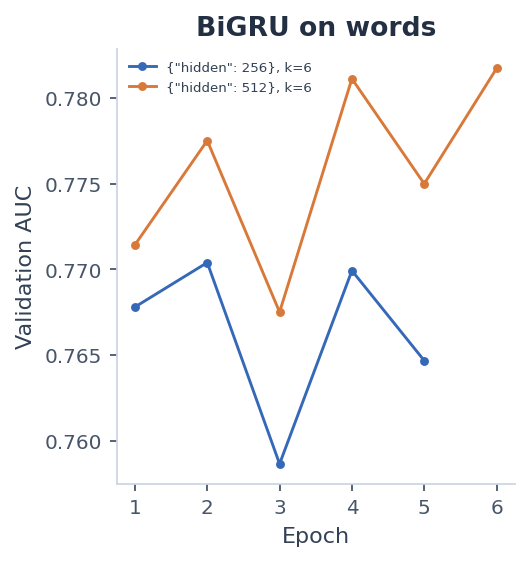 BiGRU on words
{"hidden": 256}, k=6
{"hidden": 512}, k=6
Validation AUC
0.780
0.775
0.770
0.765
0.760
1 2 3 4 5 6
Epoch